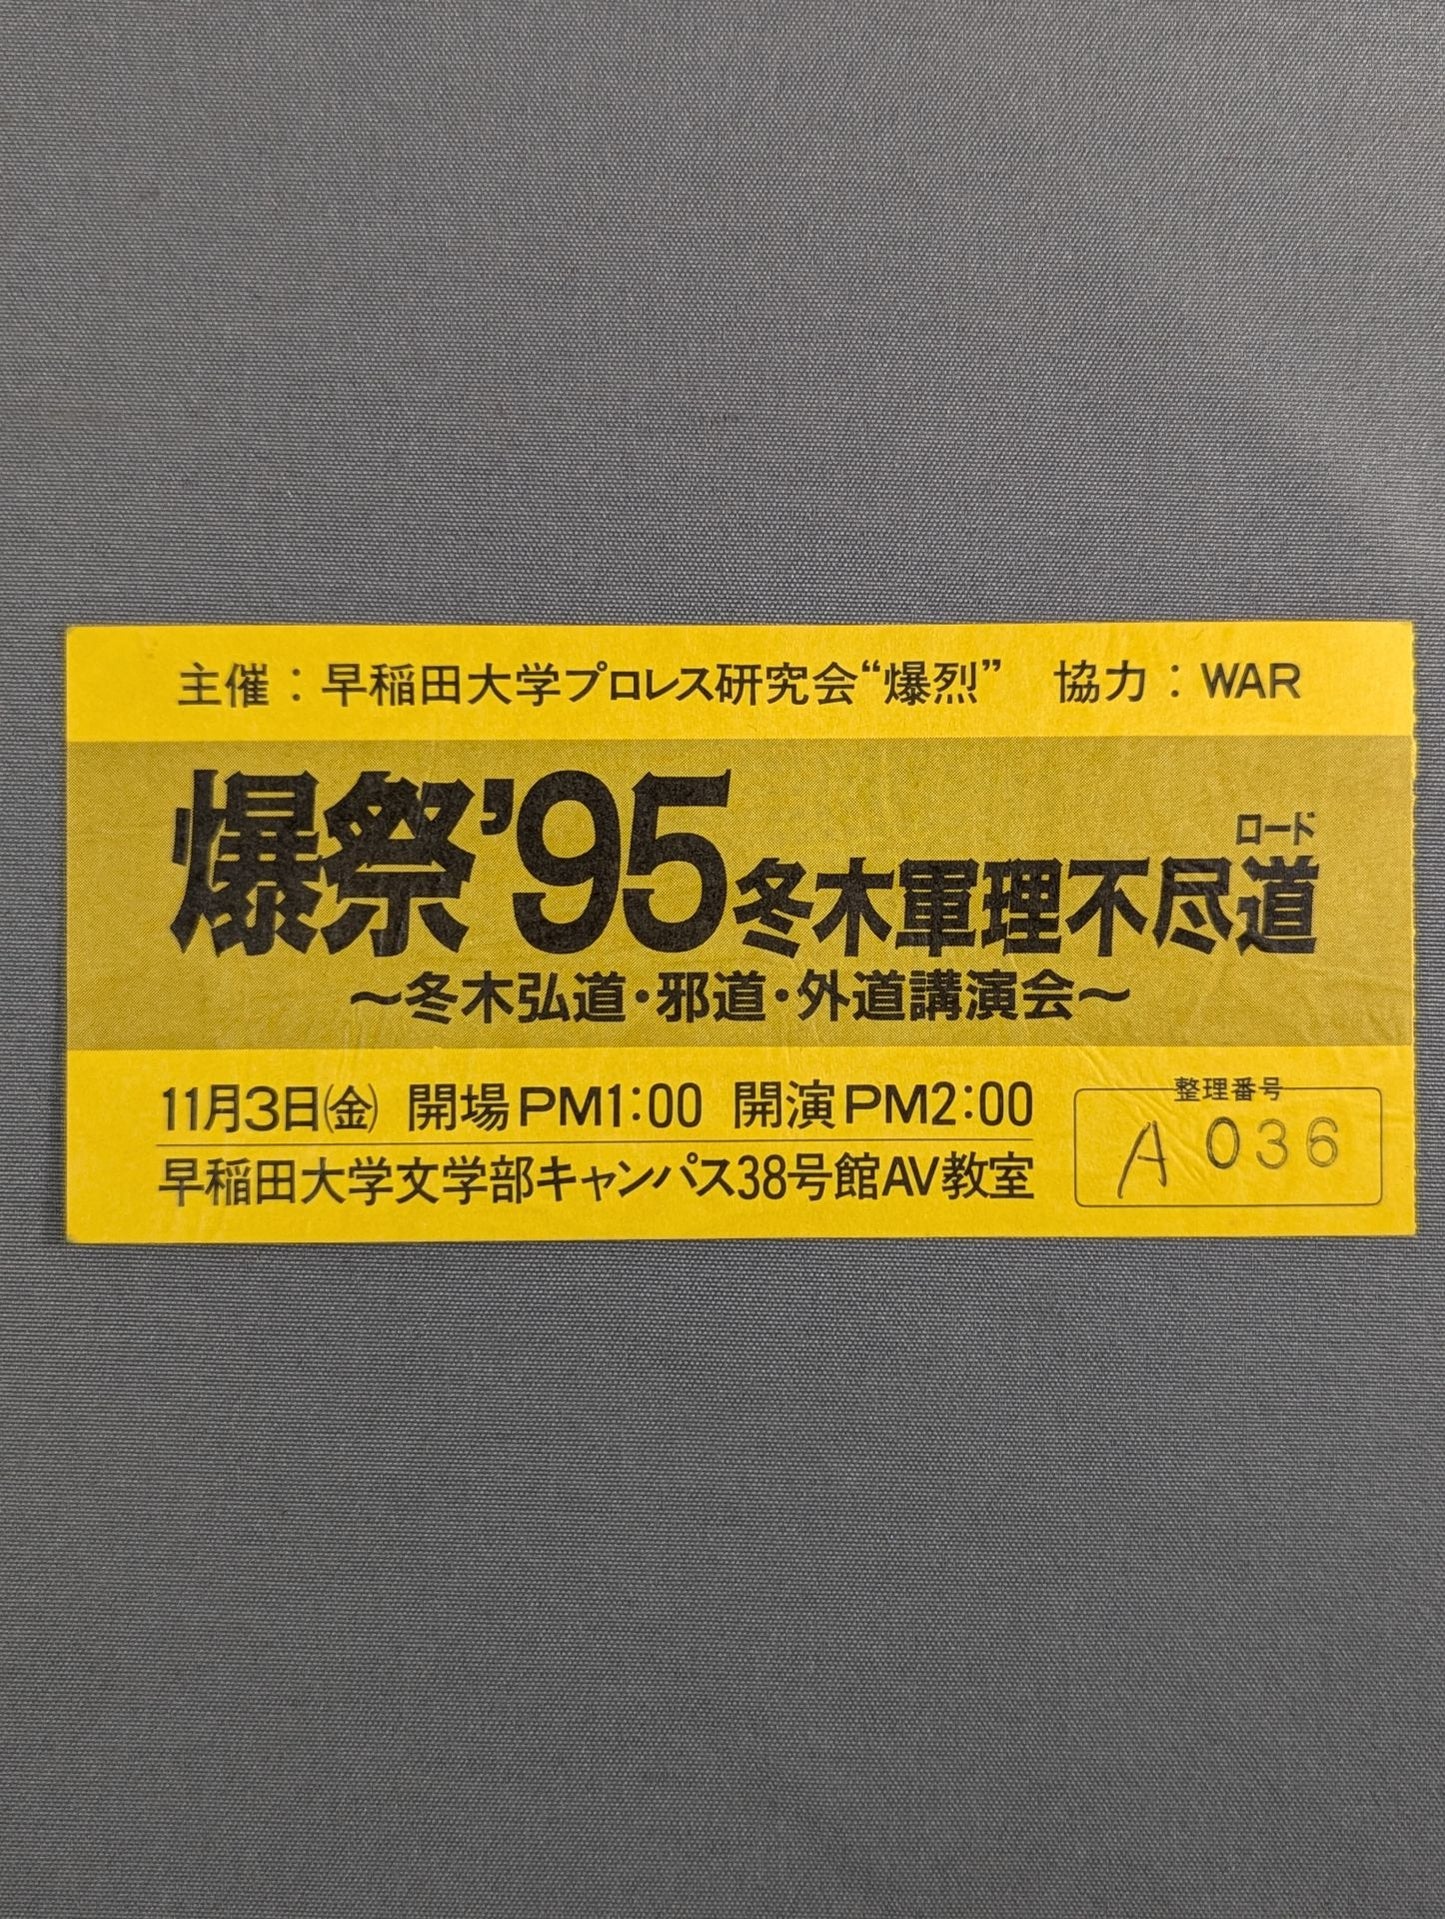 主催：早稲田大学プロレス研究会“爆烈”　協力：WAR
爆祭’95冬木軍理不尽道
ロード
～冬木弘道・邪道・外道講演会～
11月3日(金) 開場PM1:00 開演PM2:00
早稲田大学文学部キャンパス38号館AV教室
整理番号
A 036